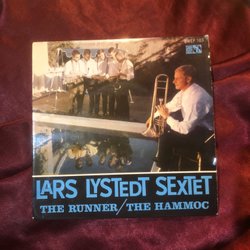 LARS LYSTEDT SEXTET
THE RUNNER/THE HAMMOC